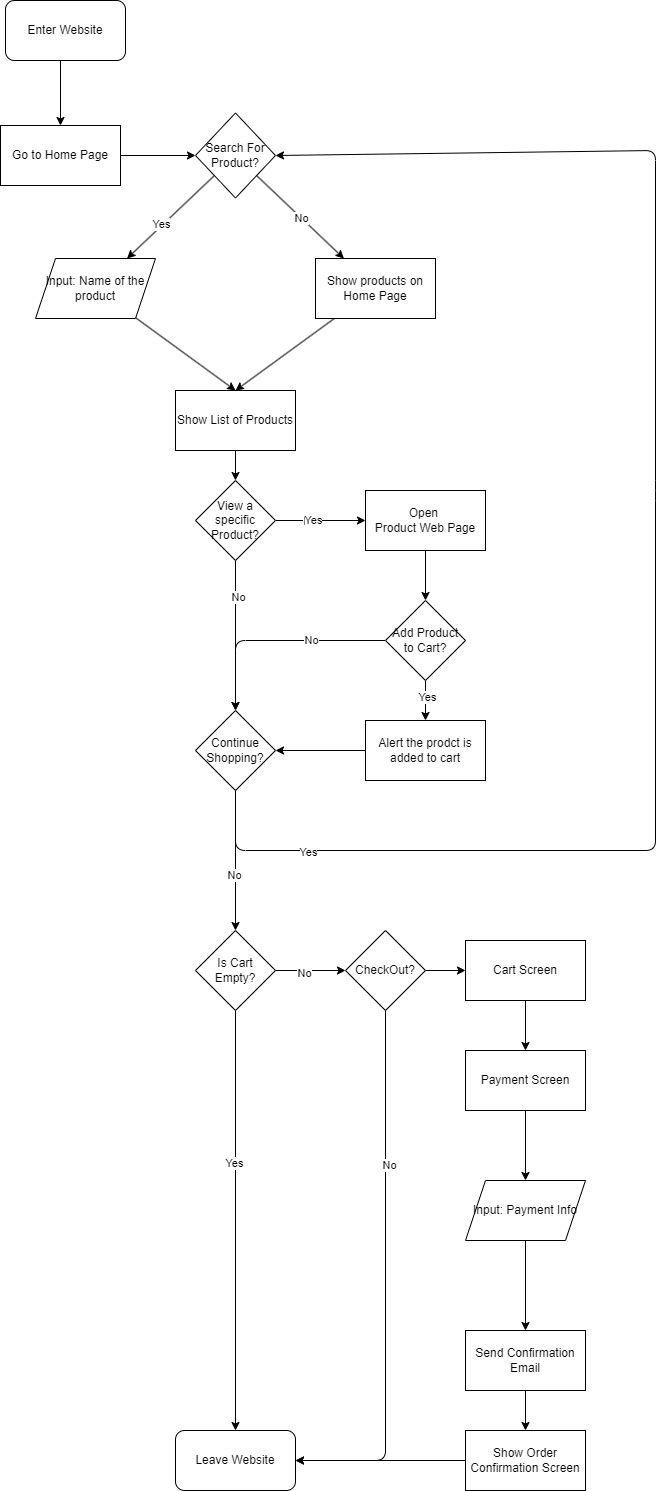 Enter Website
Go to Home Page
Search For
Product?
Yes
No
Input: Name of the
product
Show products on
Home Page
Show List of Products
View a
specific
Product?
Yes
Open
Product Web Page
No
Add Product
to Cart?
No
Yes
Continue
Shopping?
Alert the prodct is
added to cart
Yes
No
Is Cart
Empty?
No
CheckOut?
Cart Screen
Payment Screen
Yes
No
Input: Payment Info
Send Confirmation
Email
Leave Website
Show Order
Confirmation Screen